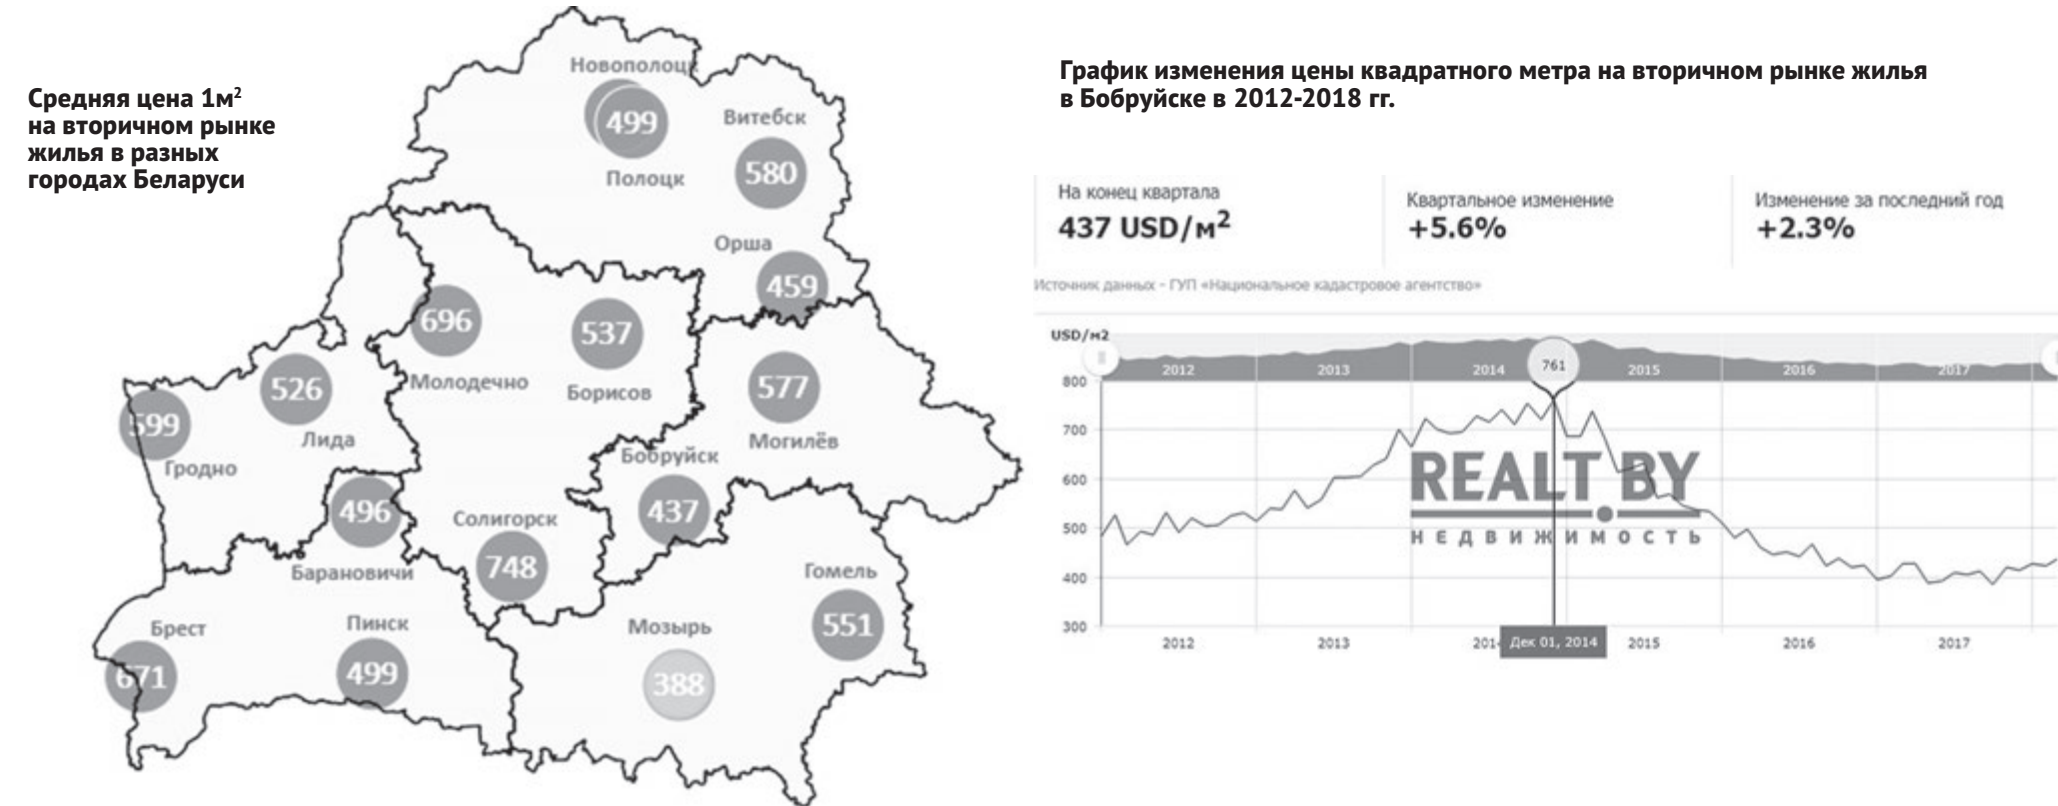 Средняя цена 1м²
на вторичном рынке
жилья в разных
городах Беларуси
Новополоцк
499
Полоцк
Витебск
580
Орша
459
696
Молодечно
537
Борисов
526
Лида
599
Гродно
577
Могилёв
Бобруйск
437
496
Барановичи
Солигорск
748
Гомель
551
Брест
671
Пинск
499
Мозырь
388
График изменения цены квадратного метра на вторичном рынке жилья
в Бобруйске в 2012-2018 гг.
На конец квартала
437 USD/м²
Квартальное изменение
+5.6%
Изменение за последний год
+2.3%
Источник данных - ГУП «Национальное кадастровое агентство»
USD/м2
2012 2013 2014 761 2015 2016 2017
800
700
600
500
400
300
REALT.BY
НЕДВИЖИМОСТЬ
2012 2013 2014 Дек 01, 2014 2015 2016 2017